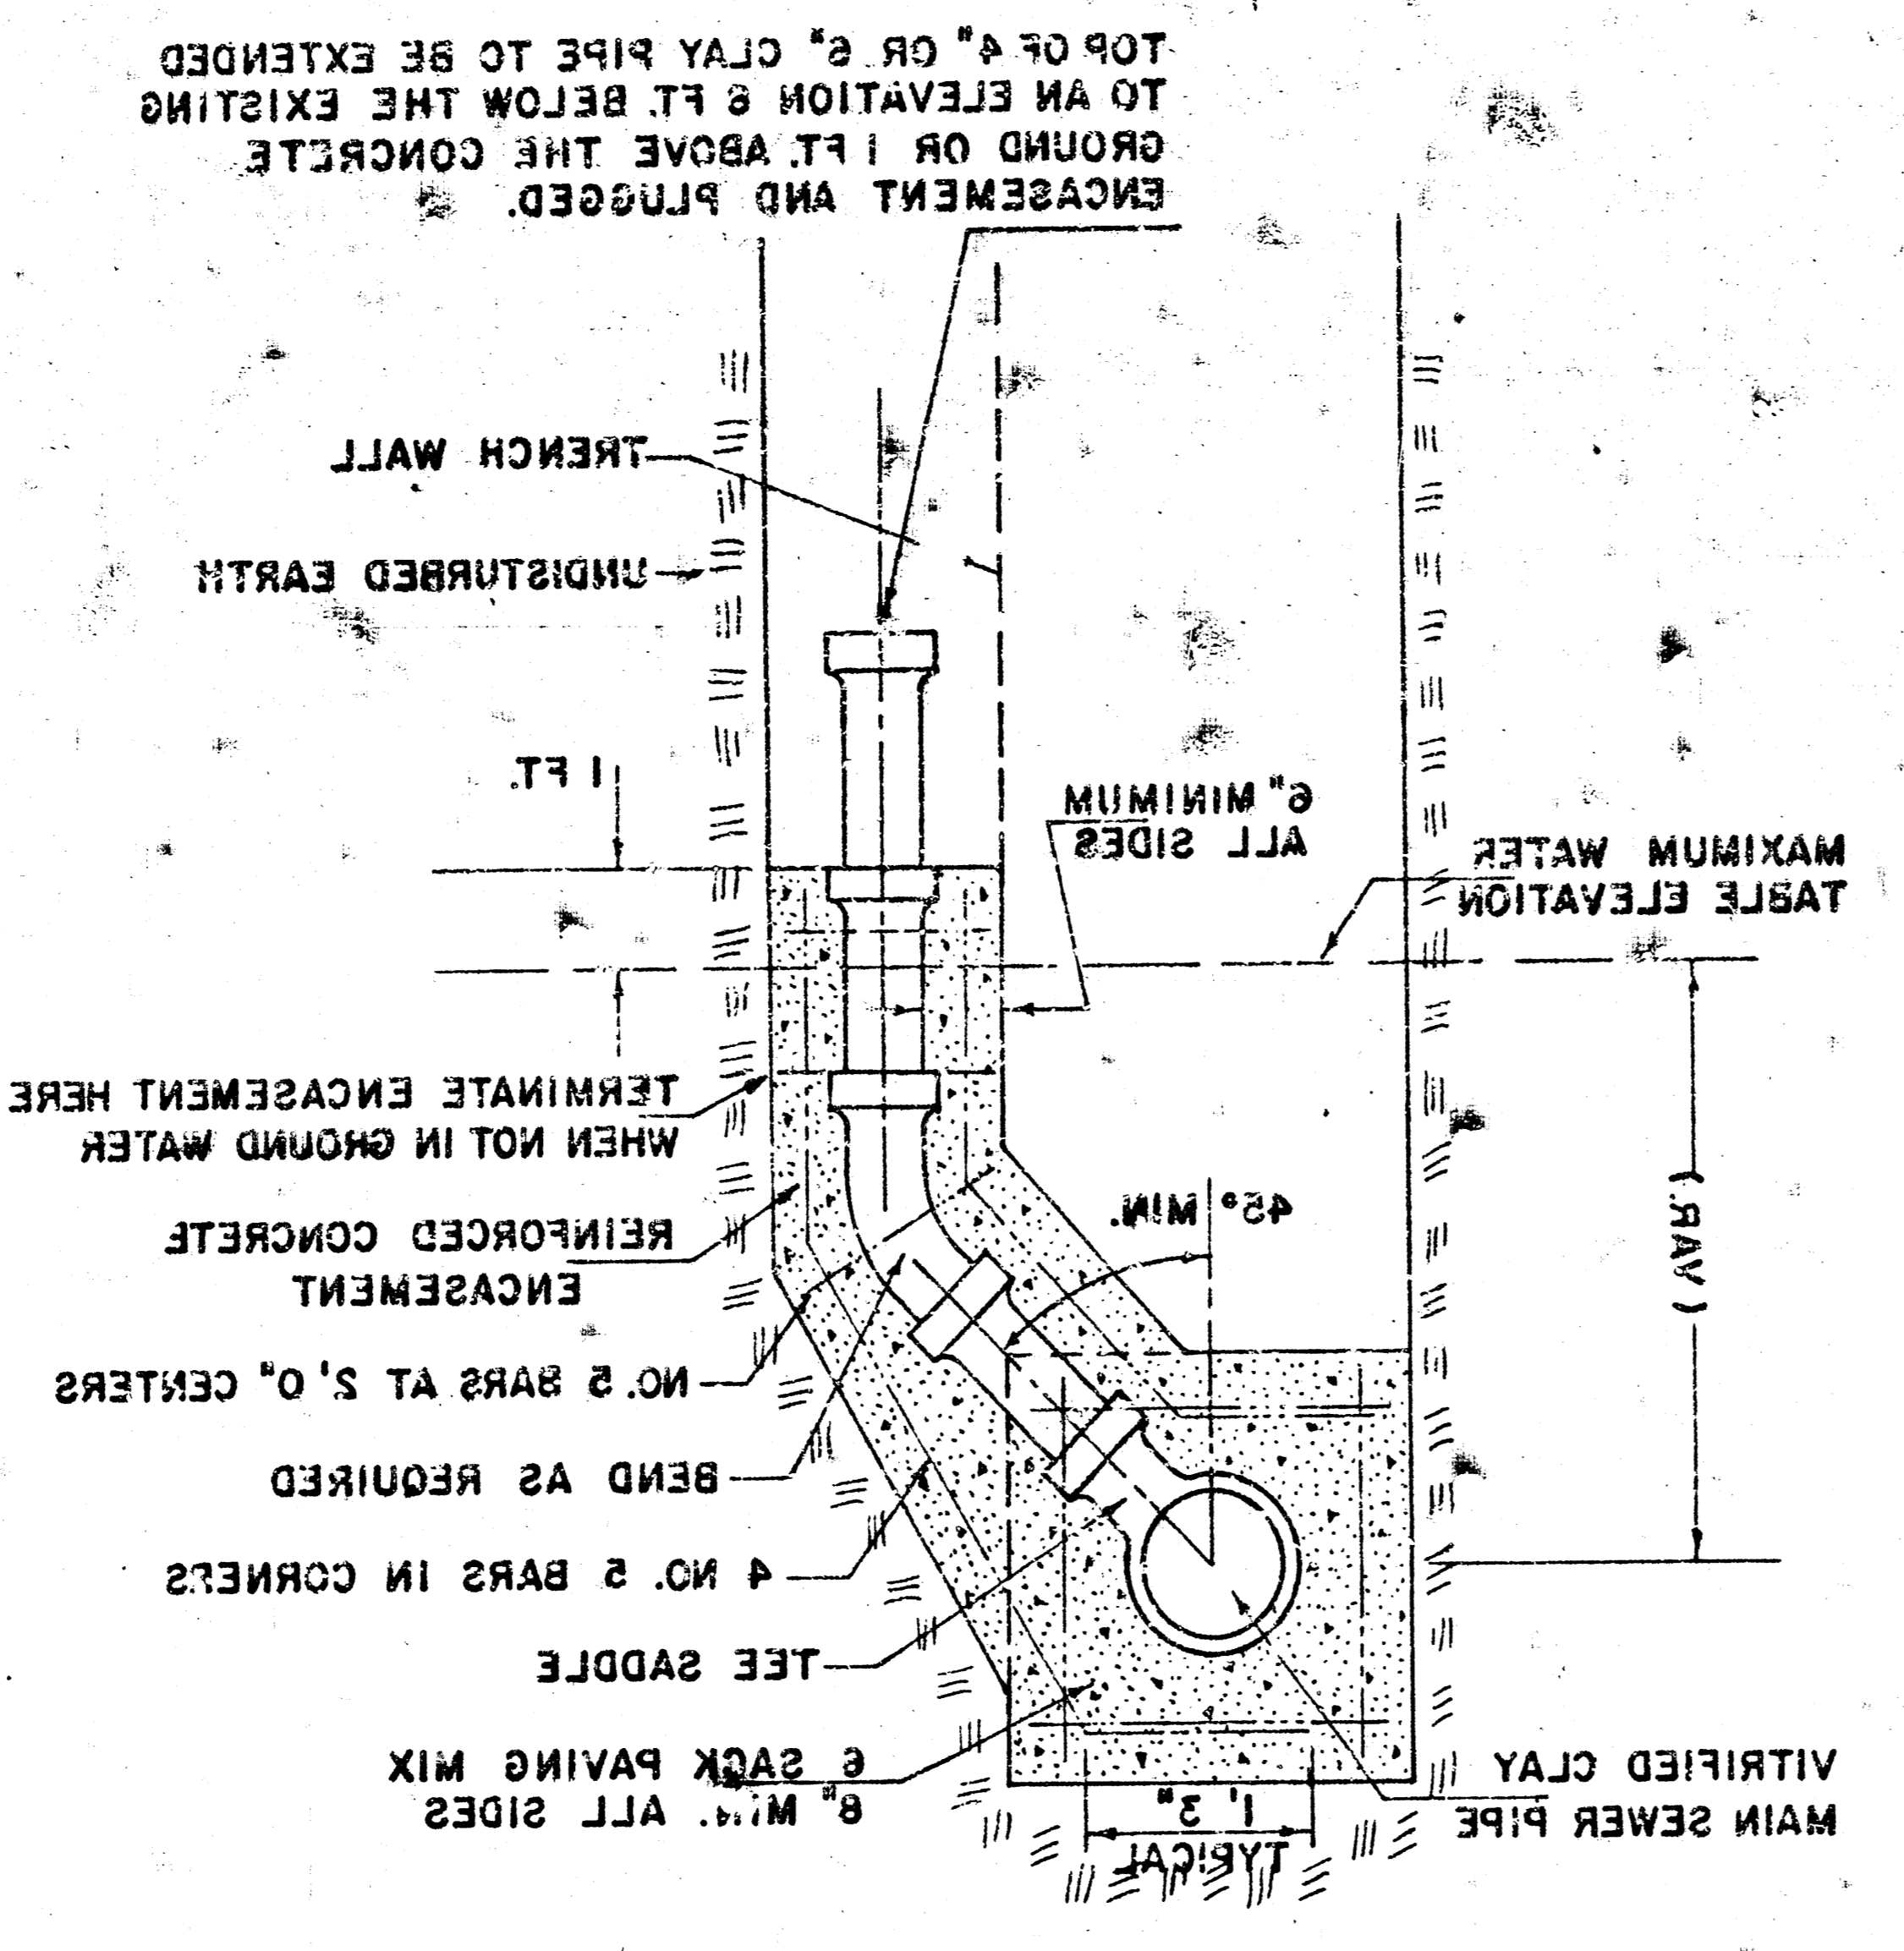 TOP OF 4" OR 6" CLAY PIPE TO BE EXTENDED
TO AN ELEVATION 6 FT. BELOW THE EXISTING
GROUND OR 1 FT. ABOVE THE CONCRETE
ENCASEMENT AND PLUGGED.
TRENCH WALL
UNDISTURBED EARTH
1 FT.
6" MINIMUM
ALL SIDES
MAXIMUM WATER
TABLE ELEVATION
TERMINATE ENCASEMENT HERE
WHEN NOT IN GROUND WATER
45° MIN.
(VAR.)
REINFORCED CONCRETE
ENCASEMENT
NO. 5 BARS AT 2' 0" CENTERS
BEND AS REQUIRED
4 NO. 5 BARS IN CORNERS
TEE SADDLE
6 SACK PAVING MIX
8" MIN. ALL SIDES
1' 3"
TYPICAL
VITRIFIED CLAY
MAIN SEWER PIPE